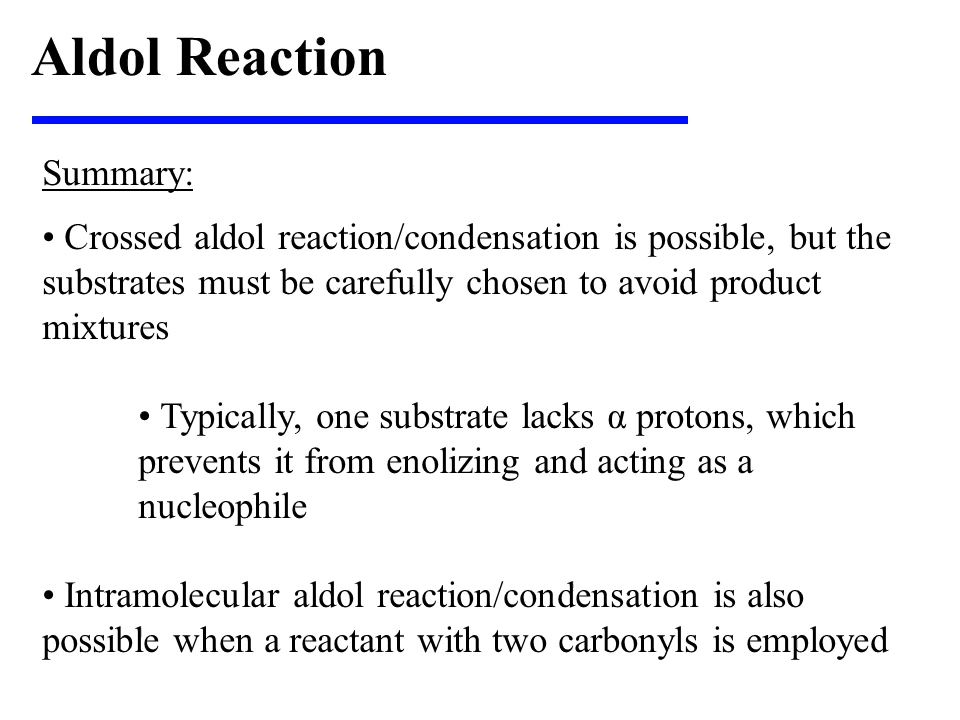 Aldol Reaction
Summary:
• Crossed aldol reaction/condensation is possible, but the
substrates must be carefully chosen to avoid product
mixtures
• Typically, one substrate lacks α protons, which
prevents it from enolizing and acting as a
nucleophile
• Intramolecular aldol reaction/condensation is also
possible when a reactant with two carbonyls is employed